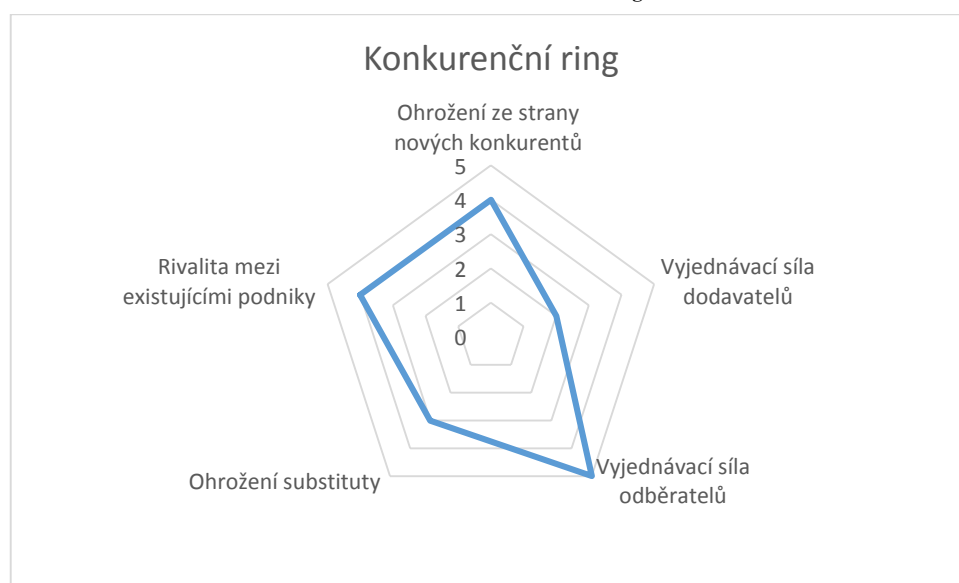 Konkurenční ring
Ohrožení ze strany
nových konkurentů
5
4
3
2
1
0
Vyjednávací síla
dodavatelů
Vyjednávací síla
odběratelů
Ohrožení substituty
Rivalita mezi
existujícími podniky